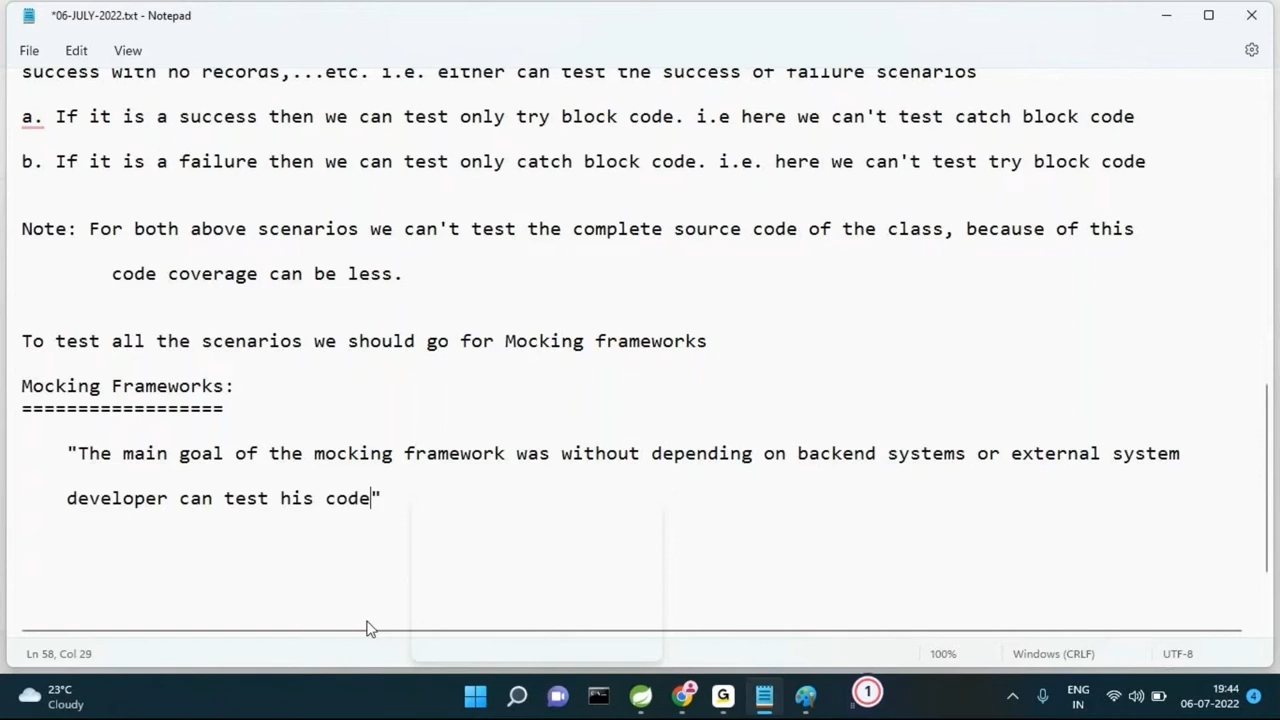 *06-JULY-2022.txt - Notepad
File Edit View
success with no records,...etc. i.e. either can test the success of failure scenarios
a. If it is a success then we can test only try block code. i.e here we can't test catch block code
b. If it is a failure then we can test only catch block code. i.e. here we can't test try block code
Note: For both above scenarios we can't test the complete source code of the class, because of this
code coverage can be less.
To test all the scenarios we should go for Mocking frameworks
Mocking Frameworks:
==================
"The main goal of the mocking framework was without depending on backend systems or external system
developer can test his code"
Ln 58, Col 29 100% Windows (CRLF) UTF-8
23°C
Cloudy
1
ENG
IN
19:44
06-07-2022
4